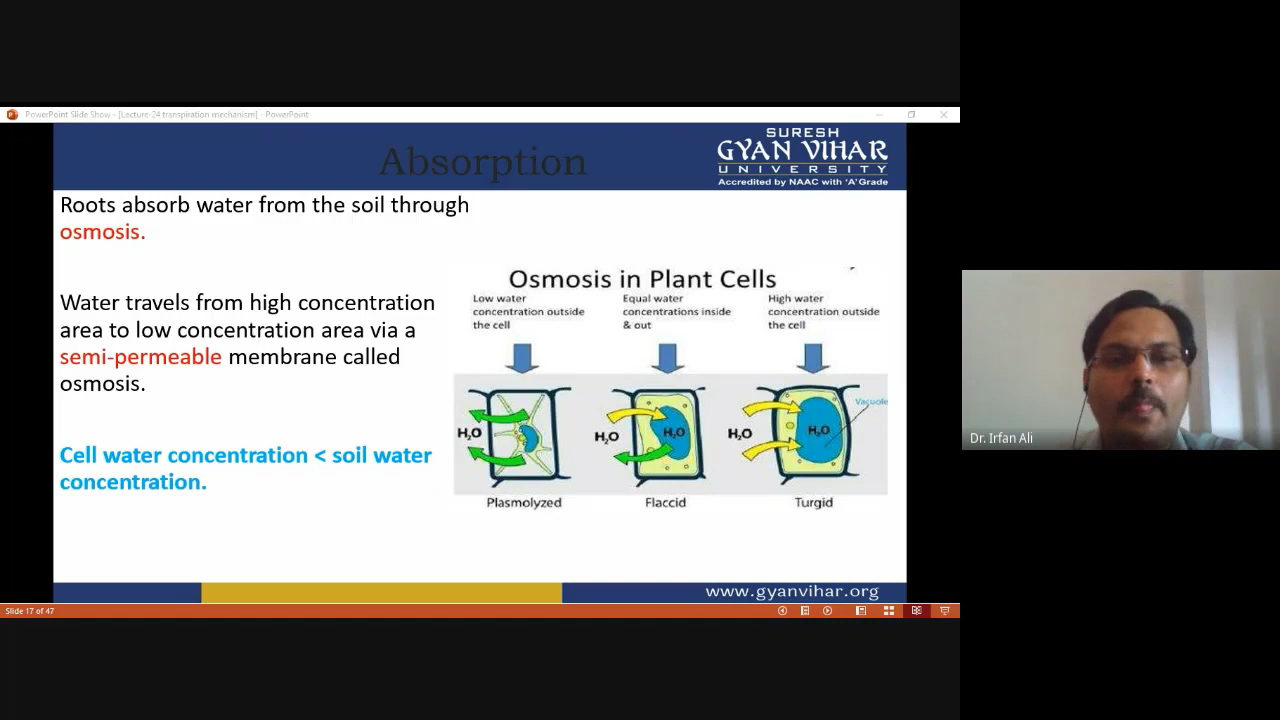 PowerPoint Slide Show - [Lecture-24 transpiration mechanism] - PowerPoint
Absorption
SURESH
GYAN VIHAR
UNIVERSITY
Accredited by NAAC with 'A' Grade
Roots absorb water from the soil through
osmosis.
Water travels from high concentration
area to low concentration area via a
semi-permeable membrane called
osmosis.
Cell water concentration < soil water
concentration.
Osmosis in Plant Cells
Low water
concentration outside
the cell
Equal water
concentrations inside
& out
High water
concentration outside
the cell
Vacuole
H₂O
H₂O
H₂O
H₂O
H₂O
Plasmolyzed
Flaccid
Turgid
www.gyanvihar.org
Slide 17 of 47
Dr. Irfan Ali